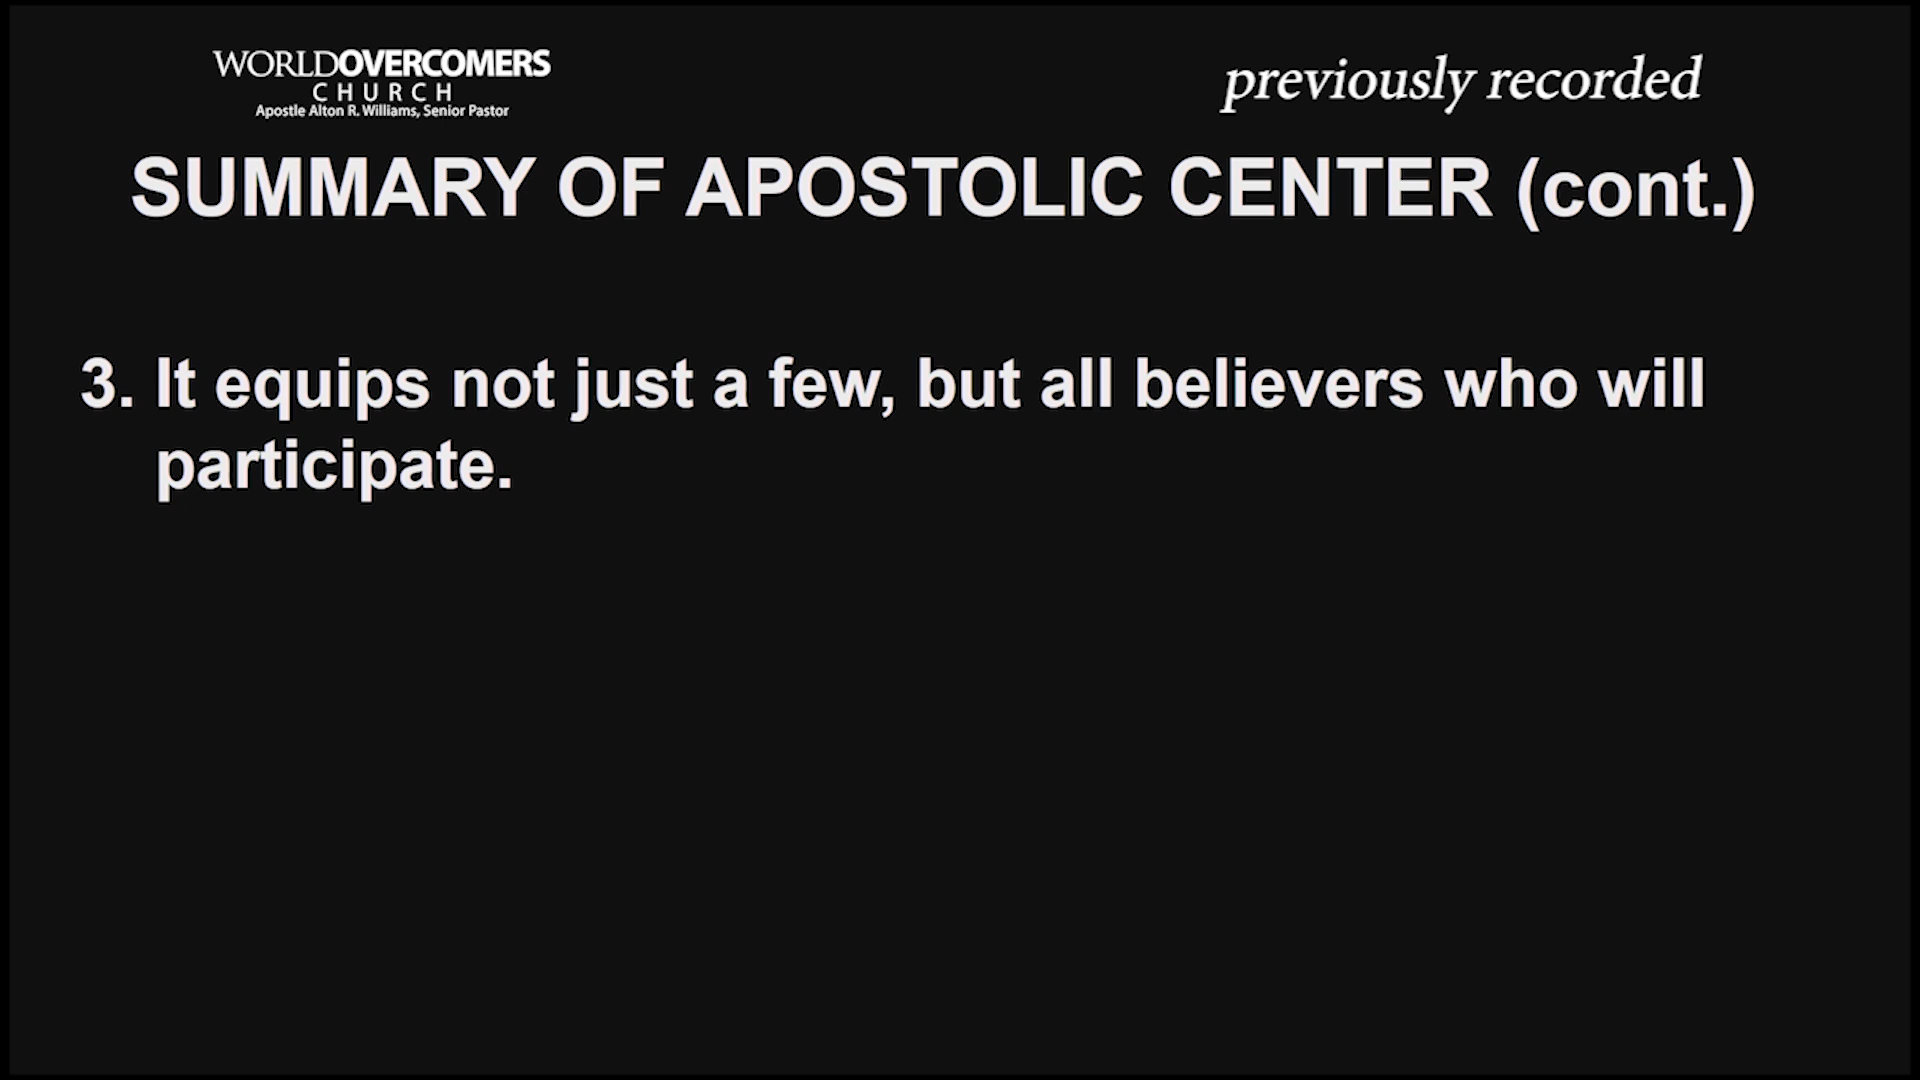 WORLDOVERCOMERS
CHURCH
Apostle Alton R. Williams, Senior Pastor
previously recorded
SUMMARY OF APOSTOLIC CENTER (cont.)
3. It equips not just a few, but all believers who will
participate.